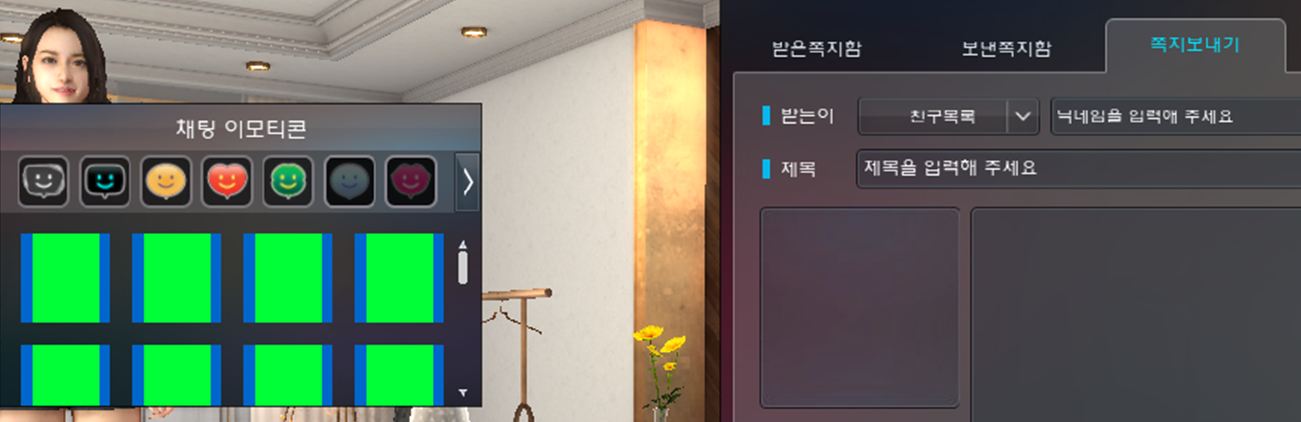 채팅 이모티콘
받은쪽지함
보낸쪽지함
쪽지보내기
받는이
친구목록
닉네임을 입력해 주세요
제목
제목을 입력해 주세요